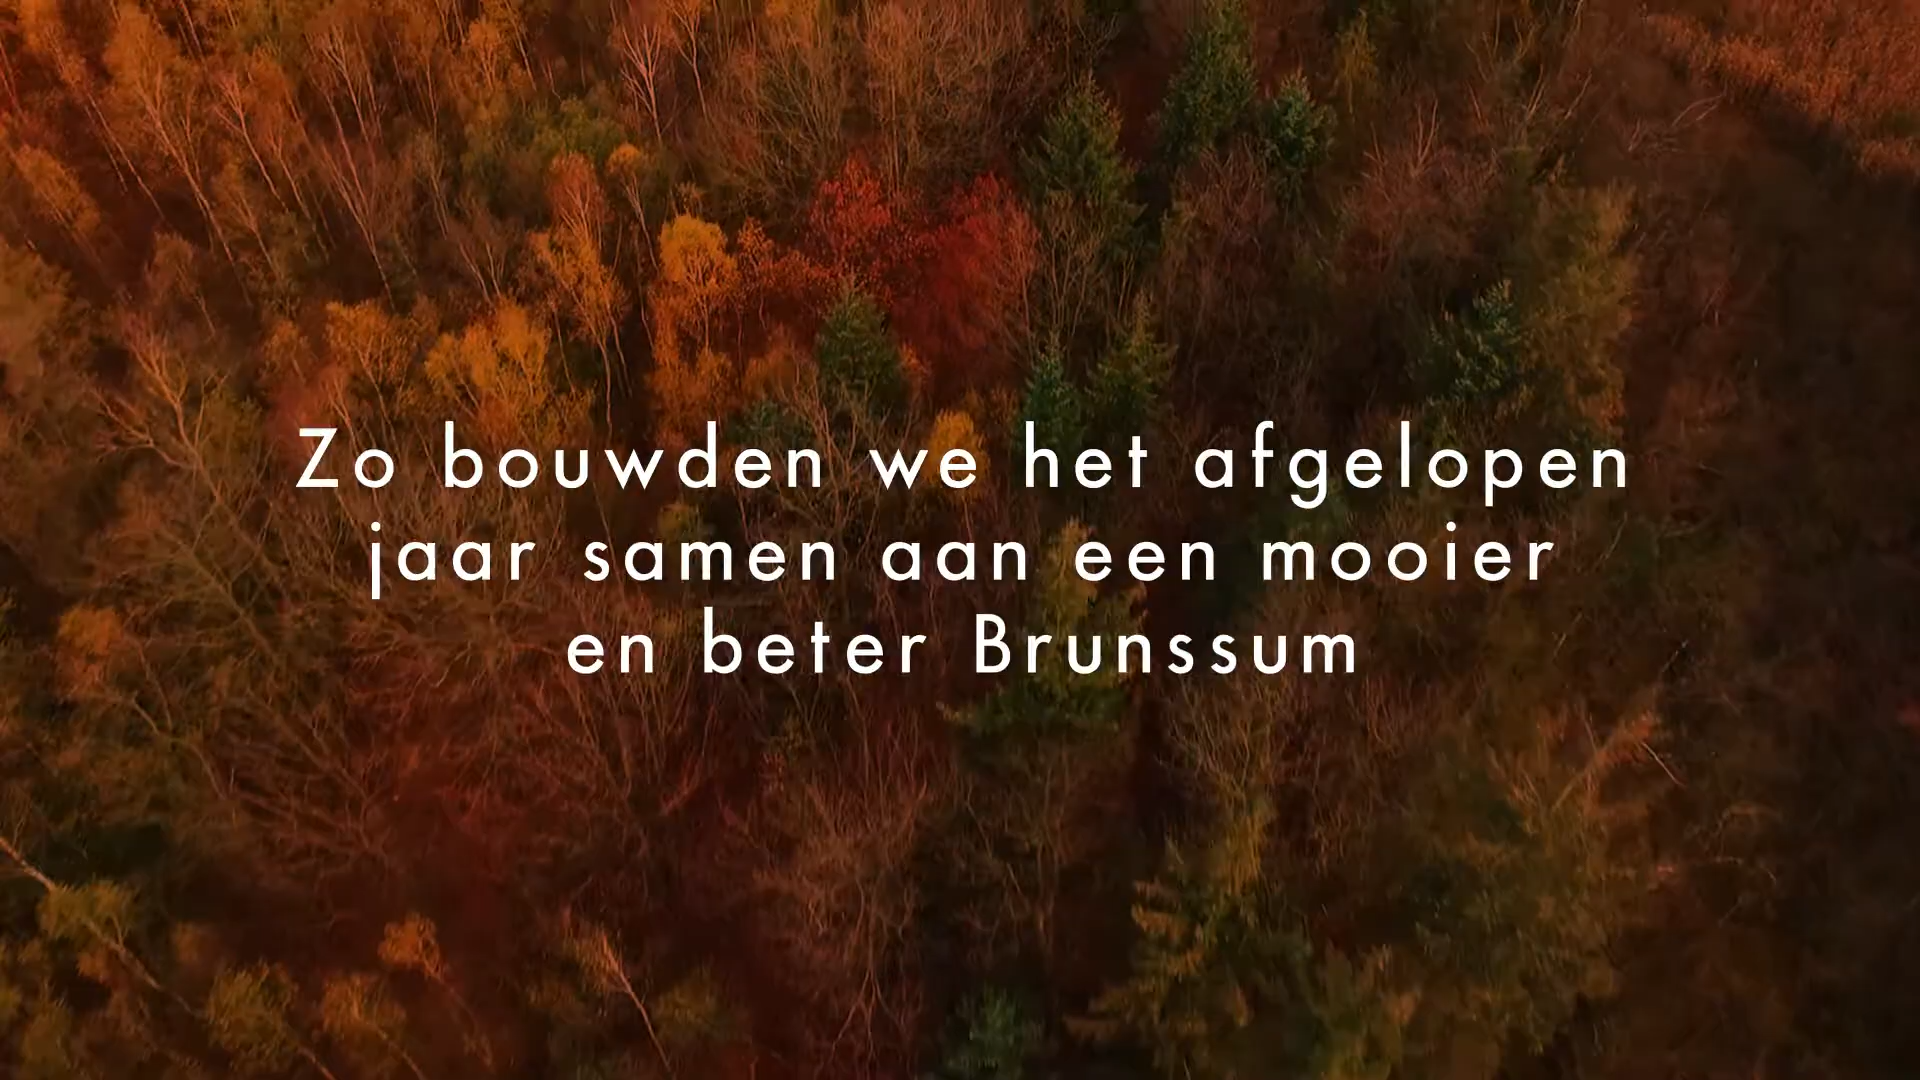 Zo bouwden we het afgelopen
jaar samen aan een mooier
en beter Brunssum